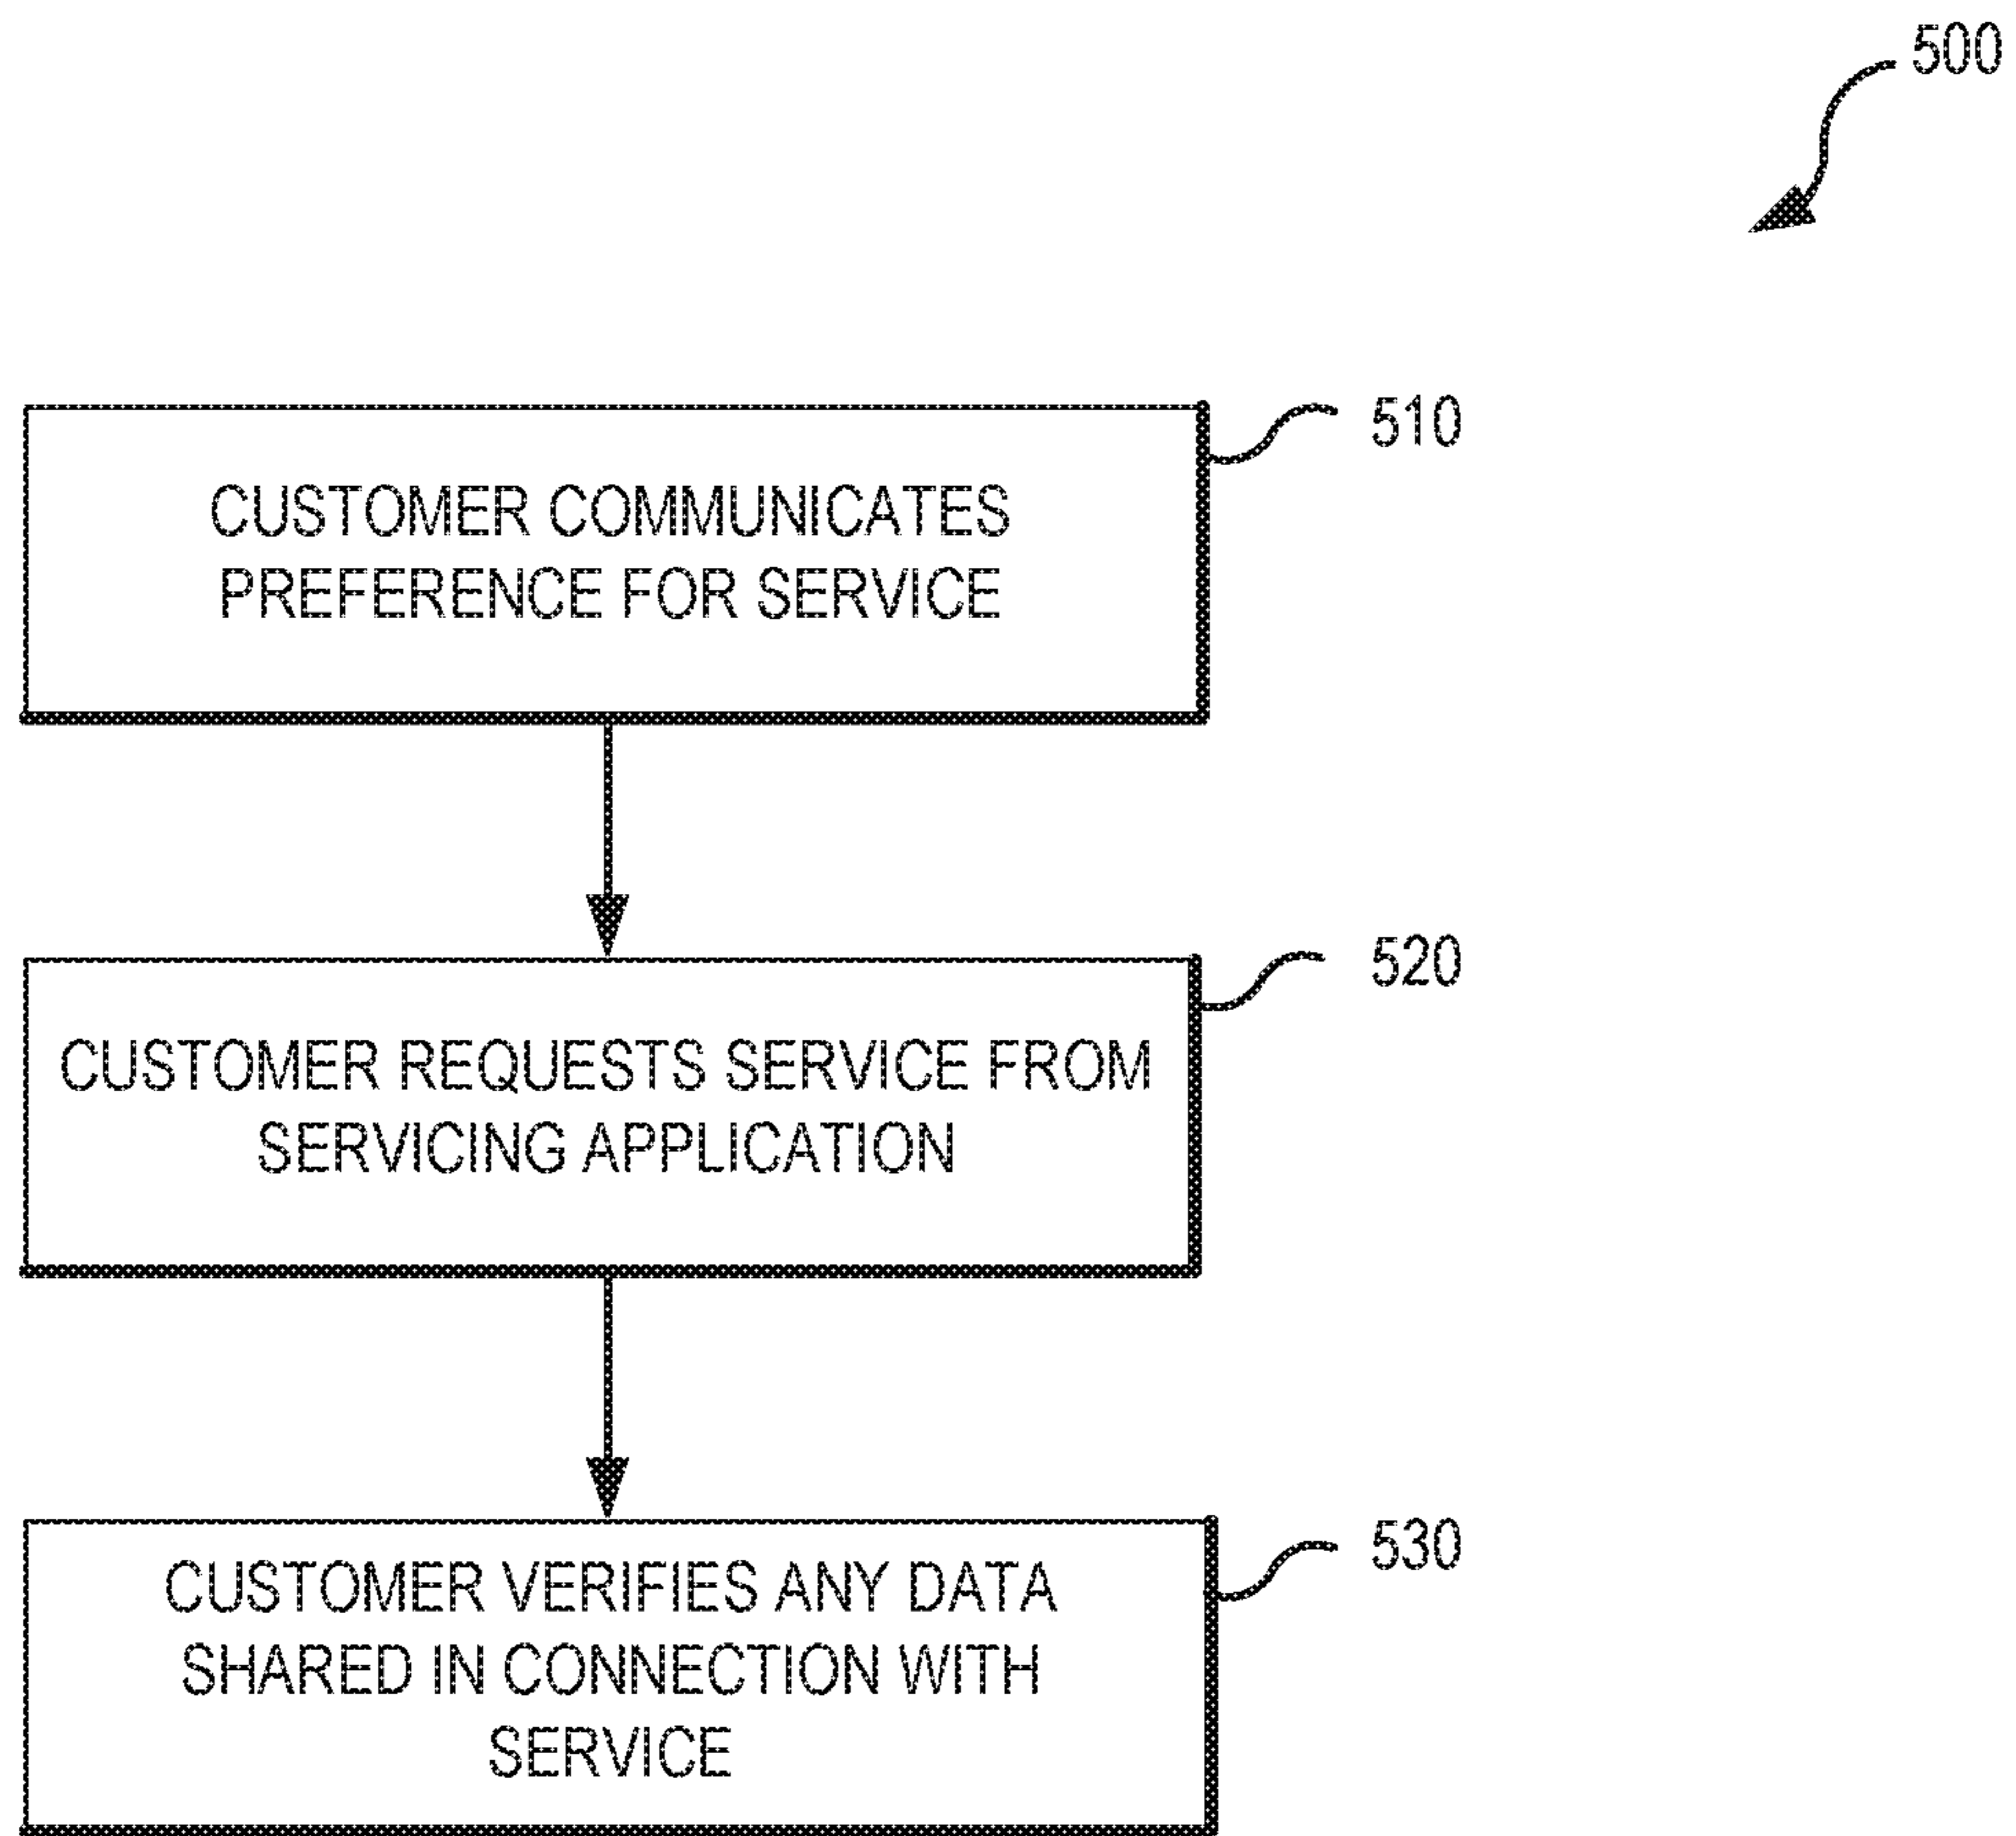 500
510
CUSTOMER COMMUNICATES
PREFERENCE FOR SERVICE
520
CUSTOMER REQUESTS SERVICE FROM
SERVICING APPLICATION
530
CUSTOMER VERIFIES ANY DATA
SHARED IN CONNECTION WITH
SERVICE